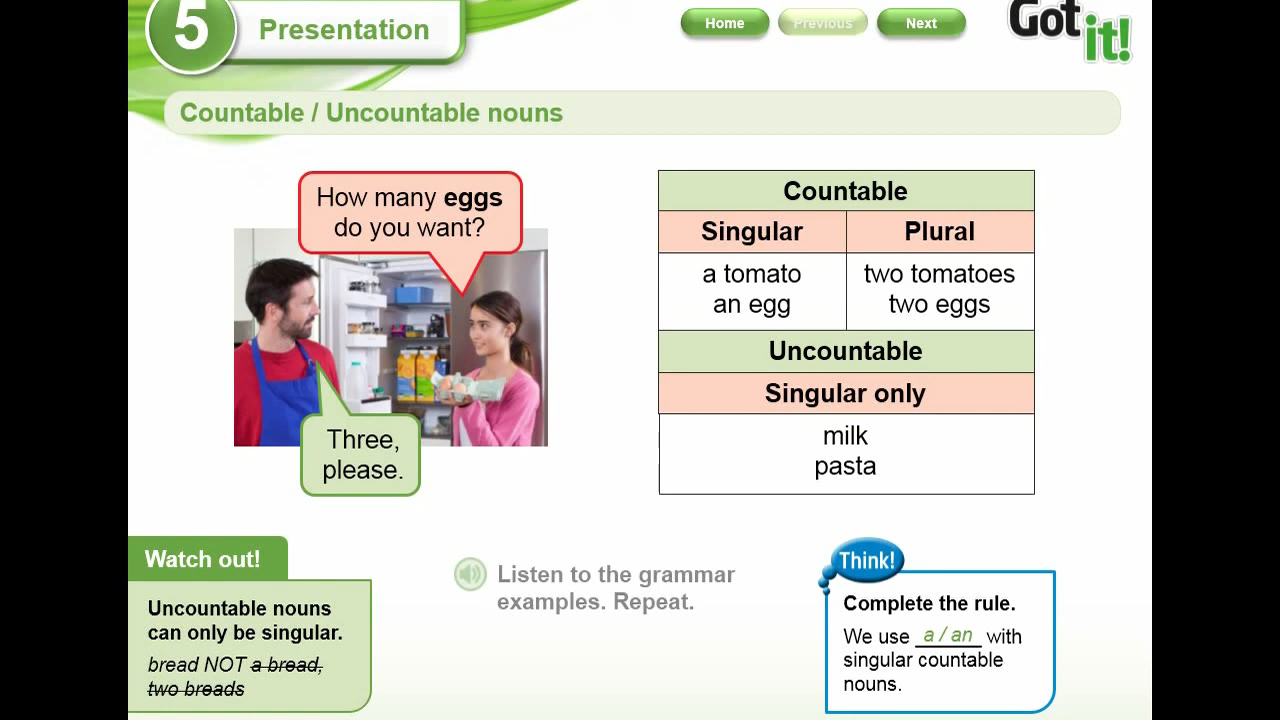 5
Presentation
Home
Previous
Next
Got it!
Countable / Uncountable nouns
How many eggs
do you want?
Three,
please.
Countable
Singular
Plural
a tomato
an egg
two tomatoes
two eggs
Uncountable
Singular only
milk
pasta
Watch out!
Uncountable nouns
can only be singular.
bread NOT a bread,
two breads
Listen to the grammar
examples. Repeat.
Think!
Complete the rule.
We use a / an with
singular countable
nouns.